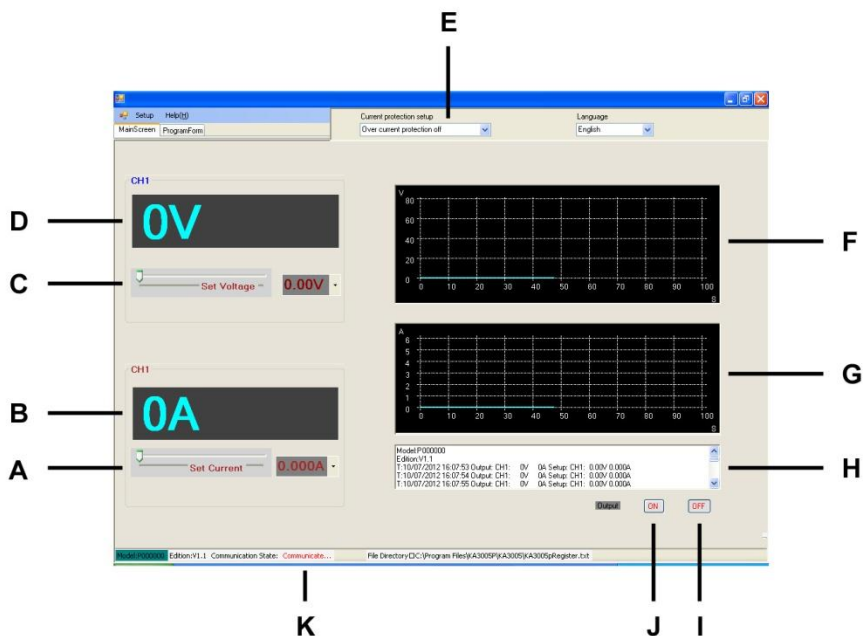 E
Setup Help(H)
Current protection setup
Language
MainScreen ProgramForm
Over current protection off
English
CH1
0V
D
C
Set Voltage
0.00V
V
80
60
40
20
0
0 10 20 30 40 50 60 70 80 90 100
S
F
CH1
0A
B
A
Set Current
0.000A
A
6
5
4
3
2
1
0
0 10 20 30 40 50 60 70 80 90 100
S
G
Model:P000000
Edition:V1.1
T:10/07/2012 16:07:53 Output: CH1: 0V 0A Setup: CH1: 0.00V 0.000A
T:10/07/2012 16:07:54 Output: CH1: 0V 0A Setup: CH1: 0.00V 0.000A
T:10/07/2012 16:07:55 Output: CH1: 0V 0A Setup: CH1: 0.00V 0.000A
H
Output ON OFF
Model:P000000 Edition:V1.1 Communication State: Communicate... File Directory□C:\Program Files\KA3005P\KA3005\KA3005pRegister.txt
K
J
I